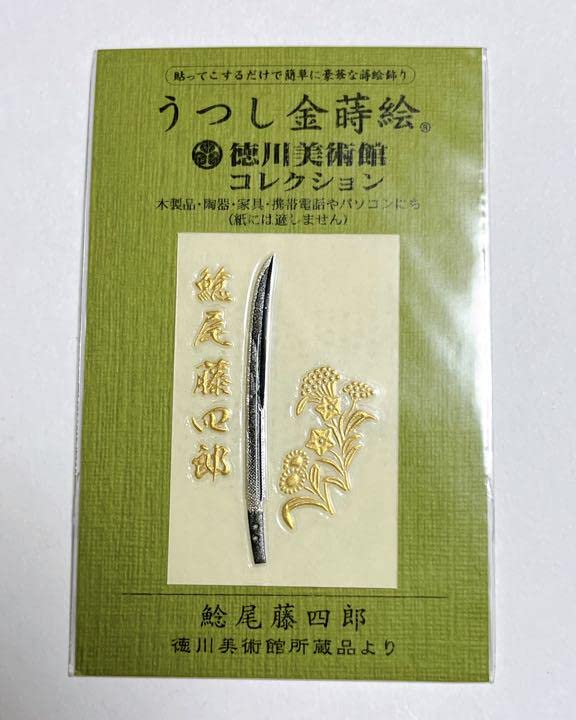 貼ってこするだけで簡単に豪華な蒔絵飾り
うつし金蒔絵®
徳川美術館
コレクション
木製品・陶器・家具・携帯電話やパソコンにも
(紙には適しません)
鯰尾藤四郎
鯰尾藤四郎
徳川美術館所蔵品より